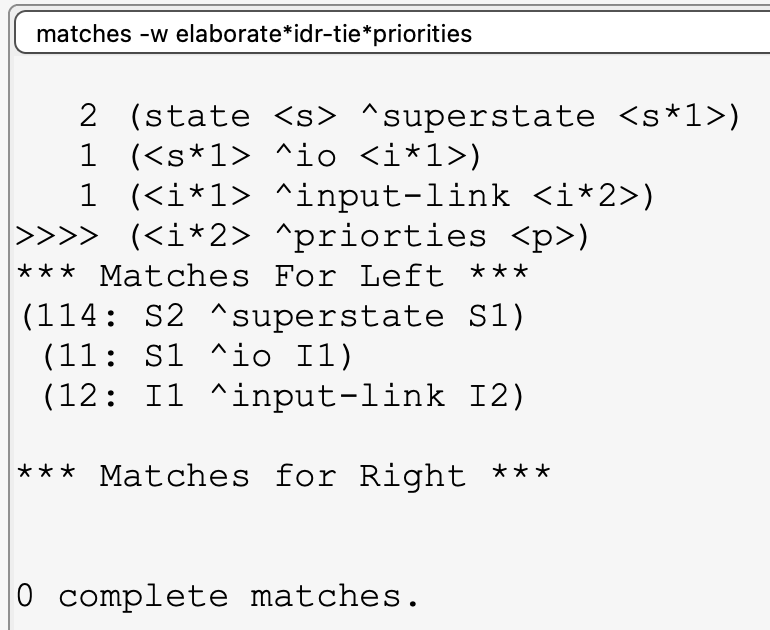 matches -w elaborate*idr-tie*priorities
2 (state <s> ^superstate <s*1>)
1 (<s*1> ^io <i*1>)
1 (<i*1> ^input-link <i*2>)
>>>> (<i*2> ^priorties <p>)
*** Matches For Left ***
(114: S2 ^superstate S1)
(11: S1 ^io I1)
(12: I1 ^input-link I2)
*** Matches for Right ***
0 complete matches.